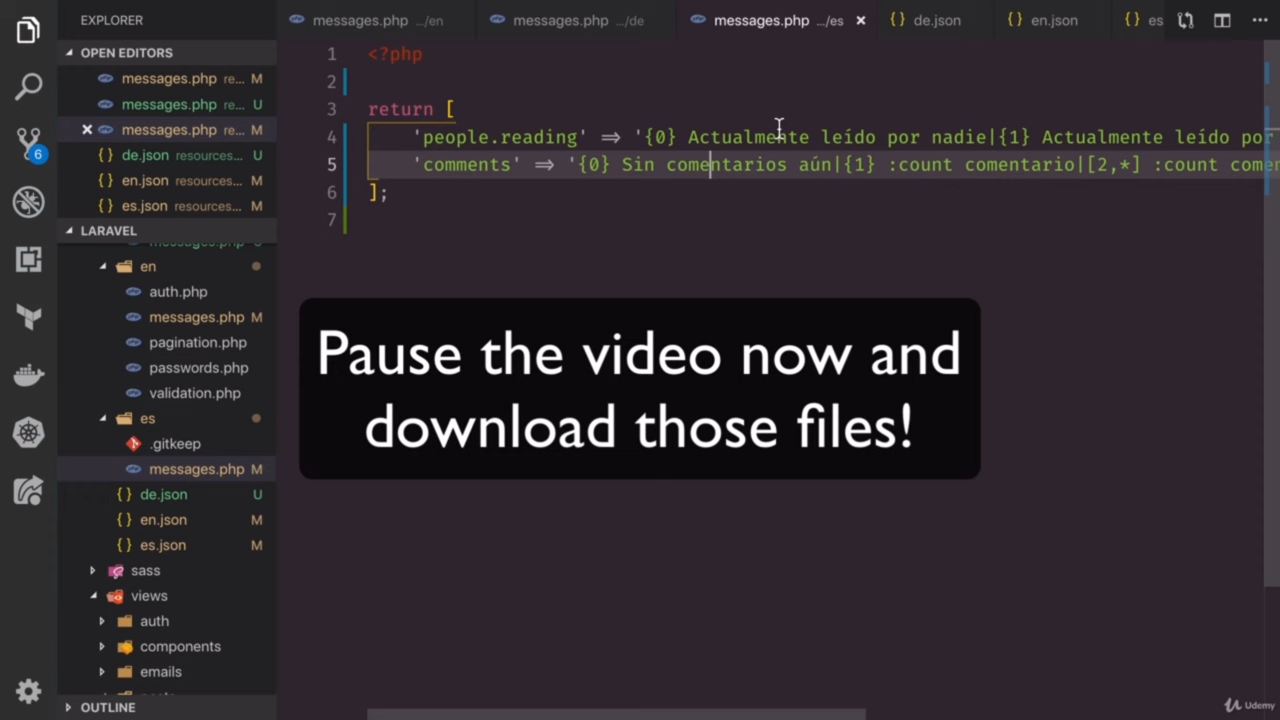 EXPLORER
messages.php .../en
messages.php .../de
messages.php .../es ×
{ } de.json
{ } en.json
{ } es
OPEN EDITORS
messages.php re... M
messages.php re... U
× messages.php re... M
{ } de.json resources... U
{ } en.json resources... M
{ } es.json resources... M
6
LARAVEL
en
auth.php
messages.php M
pagination.php
passwords.php
validation.php
es
.gitkeep
messages.php M
{ } de.json U
{ } en.json M
{ } es.json M
sass
views
auth
components
emails
OUTLINE
1 <?php
2
3 return [
4 'people.reading' => '{0} Actualmente leído por nadie|{1} Actualmente leído por
5 'comments' => '{0} Sin comentarios aún|{1} :count comentario|[2,*] :count come
6 ];
7
Pause the video now and
download those files!
Udemy